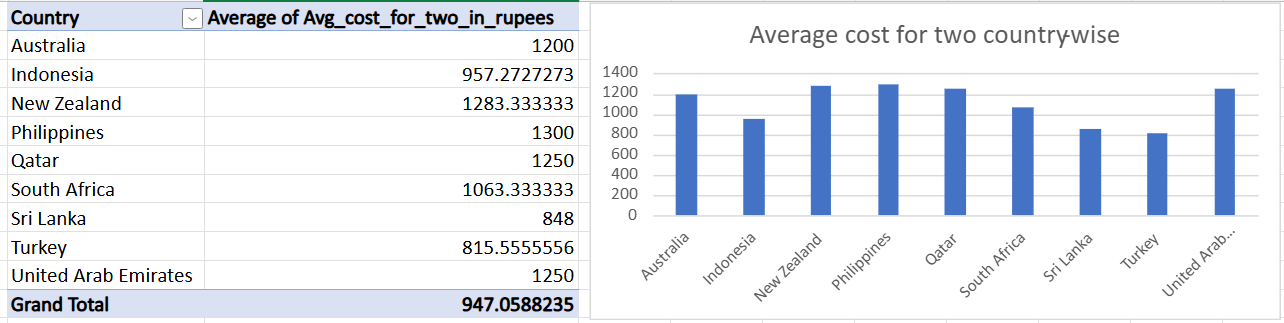 Country Average of Avg_cost_for_two_in_rupees
Australia 1200
Indonesia 957.2727273
New Zealand 1283.333333
Philippines 1300
Qatar 1250
South Africa 1063.333333
Sri Lanka 848
Turkey 815.5555556
United Arab Emirates 1250
Grand Total 947.0588235
Average cost for two country-wise
1400
1200
1000
800
600
400
200
0
Australia
Indonesia
New Zealand
Philippines
Qatar
South Africa
Sri Lanka
Turkey
United Arab...